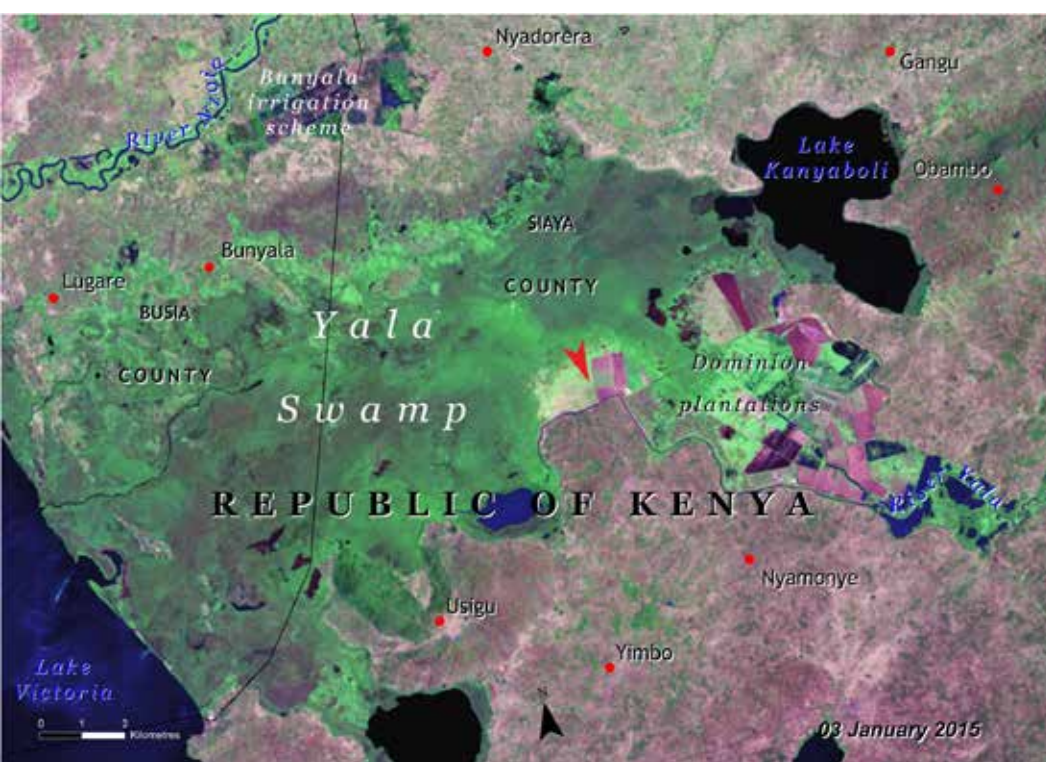 Nyadorera
Gangu
Bunyala
irrigation
scheme
River Nzoia
Lake
Kanyaboli
Obambo
SIAYA
COUNTY
Bunyala
Lugare
BUSIA
COUNTY
Yala
Swamp
Dominion
plantations
REPUBLIC OF KENYA
River Yala
Nyamonye
Usigu
Yimbo
Lake
Victoria
0 1 2
Kilometres
03 January 2015